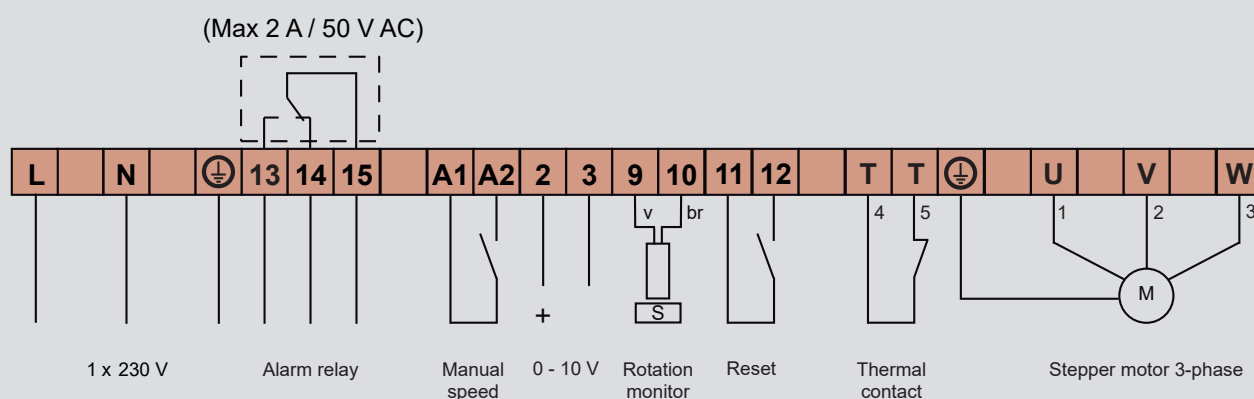 (Max 2 A / 50 V AC)
L N 13 14 15 A1 A2 2 3 9 10 11 12 T T U V W
v br 4 5 1 2 3
M
S
+
1 x 230 V Alarm relay Manual speed 0 - 10 V Rotation monitor Reset Thermal contact Stepper motor 3-phase